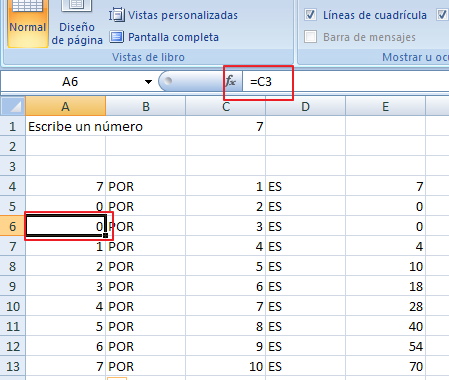 Normal
Diseño
de página
Vistas personalizadas
Pantalla completa
Vistas de libro
Líneas de cuadrícula
Barra de mensajes
Mostrar u ocu
A6
fx
=C3
A B C D E
1 Escribe un número 7
2
3
4 7 POR 1 ES 7
5 0 POR 2 ES 0
6 0 POR 3 ES 0
7 1 POR 4 ES 4
8 2 POR 5 ES 10
9 3 POR 6 ES 18
10 4 POR 7 ES 28
11 5 POR 8 ES 40
12 6 POR 9 ES 54
13 7 POR 10 ES 70